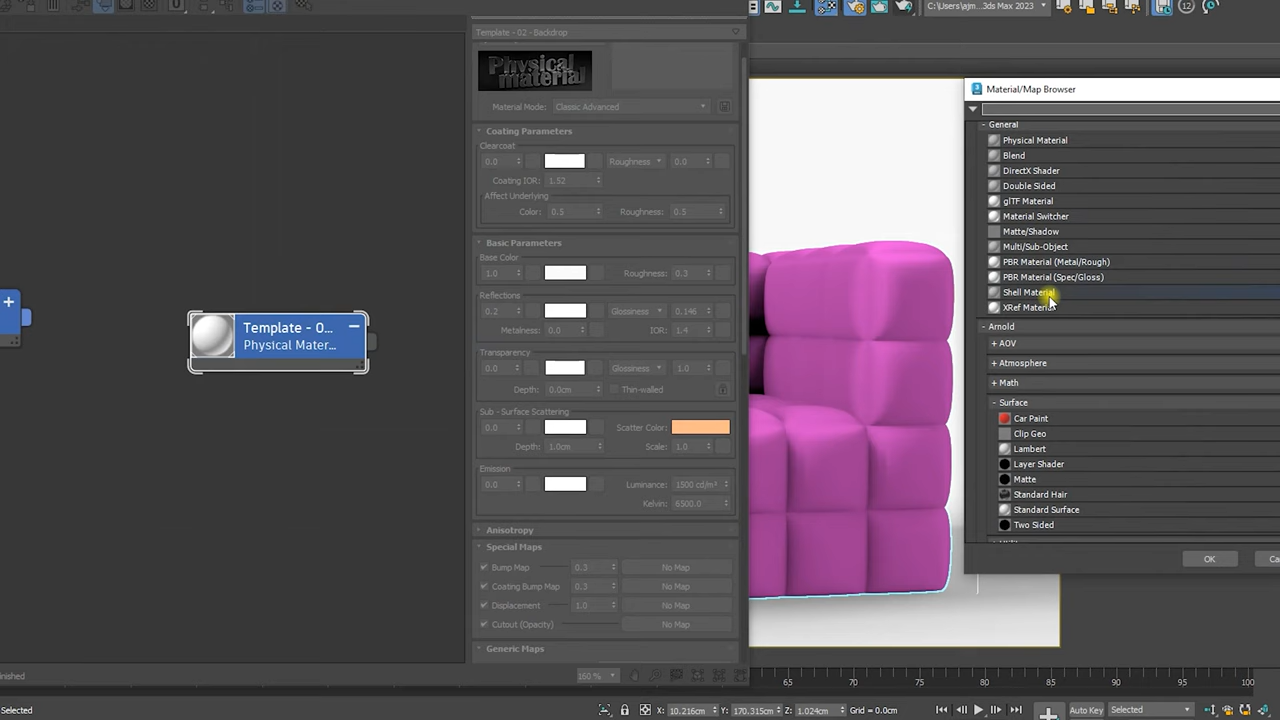 C:\Users\ajm...3ds Max 2023
12
Template - 02 - Backdrop
Physical material
Material Mode: Classic Advanced
Coating Parameters
Clearcoat
0.0 Roughness 0.0
Coating IOR: 1.52
Affect Underlying
Color: 0.5 Roughness: 0.5
Basic Parameters
Base Color
1.0 Roughness: 0.3
Reflections
0.2 Glossiness 0.146
Metalness: 0.0 IOR: 1.4
Transparency
0.0 Glossiness 1.0
Depth: 0.0cm Thin-walled
Sub - Surface Scattering
0.0 Scatter Color:
Depth: 1.0cm Scale: 1.0
Emission
0.0 Luminance: 1500 cd/m²
Kelvin: 6500.0
Anisotropy
Special Maps
Bump Map 0.3 No Map
Coating Bump Map 0.3 No Map
Displacement 1.0 No Map
Cutout (Opacity) No Map
Generic Maps
Template - 0...
Physical Mater...
Material/Map Browser
General
Physical Material
Blend
DirectX Shader
Double Sided
glTF Material
Material Switcher
Matte/Shadow
Multi/Sub-Object
PBR Material (Metal/Rough)
PBR Material (Spec/Gloss)
Shell Material
XRef Material
Arnold
+ AOV
+ Atmosphere
+ Math
- Surface
Car Paint
Clip Geo
Lambert
Layer Shader
Matte
Standard Hair
Standard Surface
Two Sided
OK
160 %
65 70 75 80 85 90 95 100
Selected
X: 10.216cm Y: 170.315cm Z: 1.024cm Grid = 0.0cm
Auto Key Selected